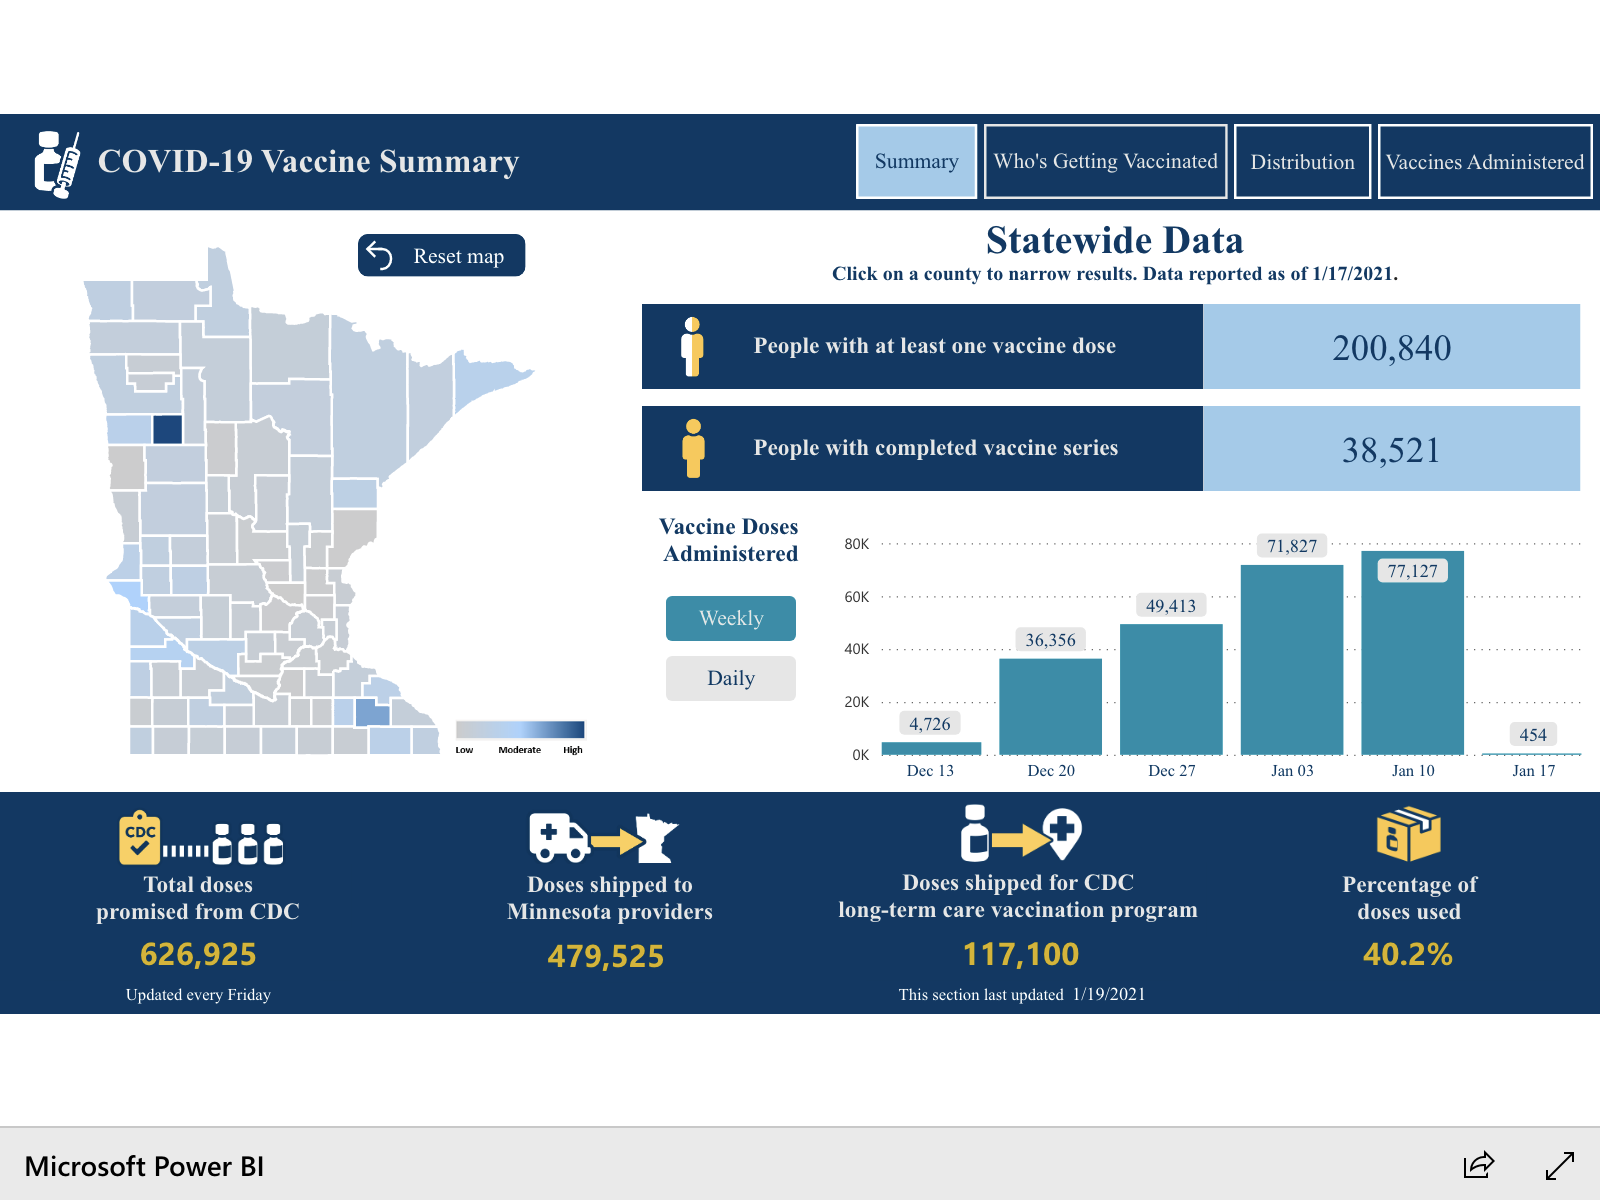 COVID-19 Vaccine Summary
Summary
Who's Getting Vaccinated
Distribution
Vaccines Administered
Reset map
Statewide Data
Click on a county to narrow results. Data reported as of 1/17/2021.
People with at least one vaccine dose
200,840
People with completed vaccine series
38,521
Vaccine Doses
Administered
Weekly
Daily
80K
60K
40K
20K
0K
4,726
36,356
49,413
71,827
77,127
454
Dec 13
Dec 20
Dec 27
Jan 03
Jan 10
Jan 17
Low
Moderate
High
CDC
Total doses
promised from CDC
626,925
Updated every Friday
Doses shipped to
Minnesota providers
479,525
Doses shipped for CDC
long-term care vaccination program
117,100
This section last updated 1/19/2021
Percentage of
doses used
40.2%
Microsoft Power BI